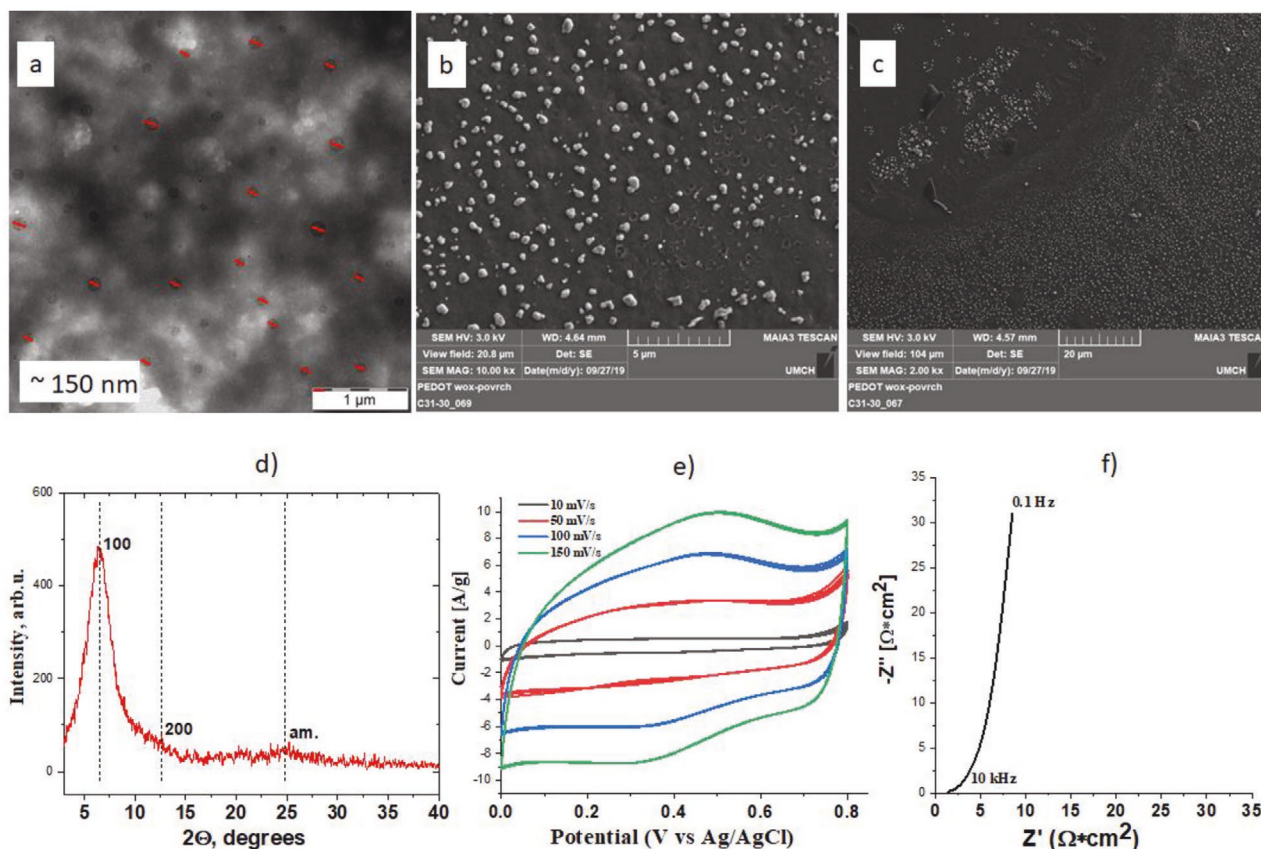 a
~ 150 nm
1 µm
b
SEM HV: 3.0 kV WD: 4.64 mm MAIA3 TESCAN
View field: 20.8 µm Det: SE 5 µm
SEM MAG: 10.00 kx Date(m/d/y): 09/27/19 UMCH
PEDOT wox-povrch
C31-30_069
c
SEM HV: 3.0 kV WD: 4.57 mm MAIA3 TESCAN
View field: 104 µm Det: SE 20 µm
SEM MAG: 2.00 kx Date(m/d/y): 09/27/19 UMCH
PEDOT wox-povrch
C31-30_067
d)
600
400
200
0
Intensity, arb.u.
100
200
am.
5 10 15 20 25 30 35 40
2Θ, degrees
e)
10 mV/s
50 mV/s
100 mV/s
150 mV/s
10
8
6
4
2
0
-2
-4
-6
-8
-10
Current [A/g]
0.0 0.2 0.4 0.6 0.8
Potential (V vs Ag/AgCl)
f)
35
30
25
20
15
10
5
0
-Z" [Ω*cm2]
0.1 Hz
10 kHz
0 5 10 15 20 25 30 35
Z' (Ω*cm2)